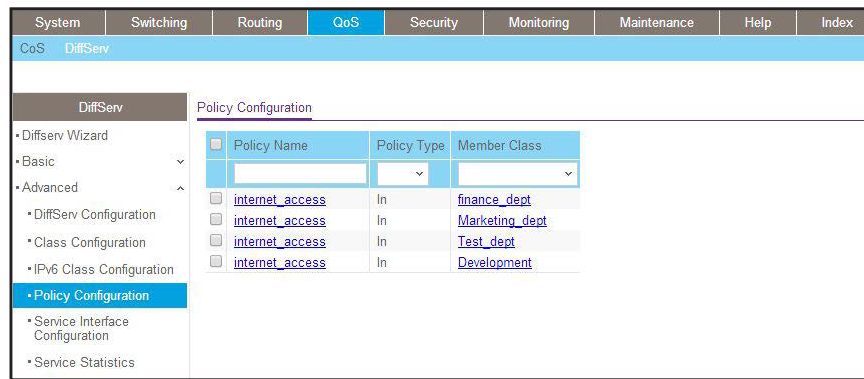 System Switching Routing QoS Security Monitoring Maintenance Help Index
CoS DiffServ
DiffServ
Policy Configuration
Diffserv Wizard
Basic
Advanced
DiffServ Configuration
Class Configuration
IPv6 Class Configuration
Policy Configuration
Service Interface
Configuration
Service Statistics
Policy Name Policy Type Member Class
internet_access In finance_dept
internet_access In Marketing_dept
internet_access In Test_dept
internet_access In Development